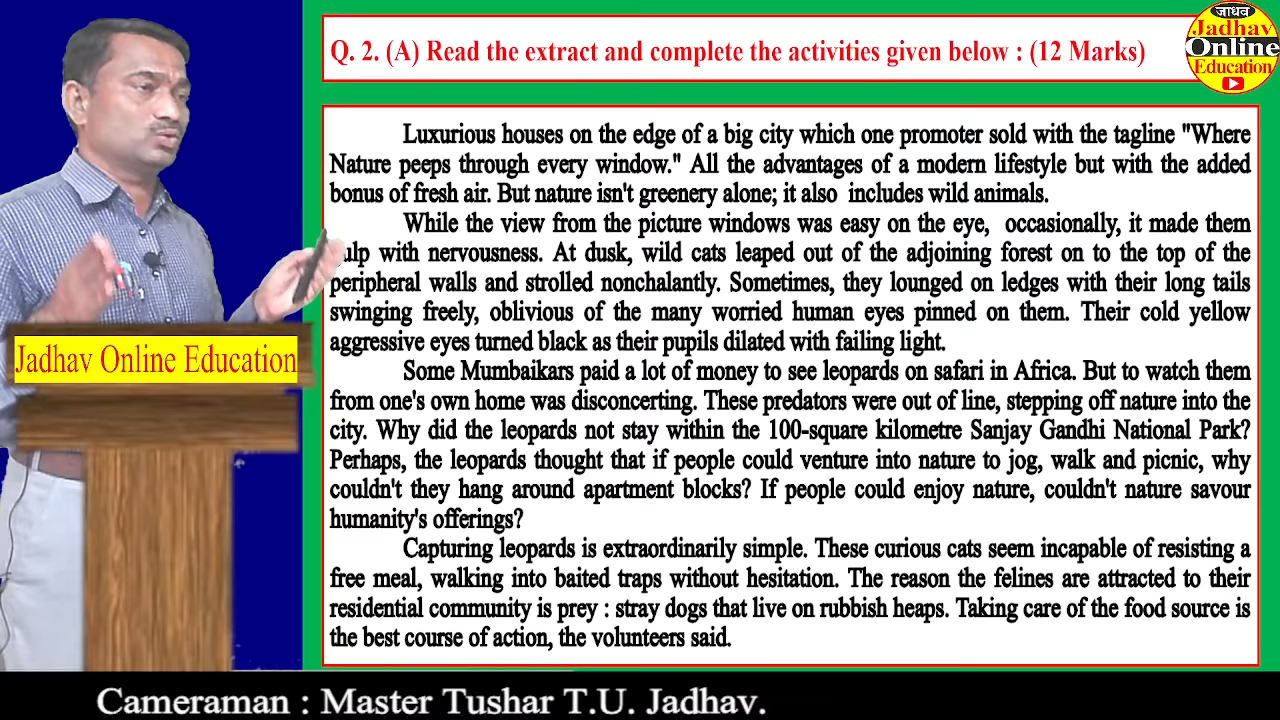 Q. 2. (A) Read the extract and complete the activities given below : (12 Marks)
जाधव
Jadhav
Online
Education
Luxurious houses on the edge of a big city which one promoter sold with the tagline "Where
Nature peeps through every window." All the advantages of a modern lifestyle but with the added
bonus of fresh air. But nature isn't greenery alone; it also includes wild animals.
While the view from the picture windows was easy on the eye, occasionally, it made them
with nervousness. At dusk, wild cats leaped out of the adjoining forest on to the top of the
peripheral walls and strolled nonchalantly. Sometimes, they lounged on ledges with their long tails
swinging freely, oblivious of the many worried human eyes pinned on them. Their cold yellow
aggressive eyes turned black as their pupils dilated with failing light.
Some Mumbaikars paid a lot of money to see leopards on safari in Africa. But to watch them
from one's own home was disconcerting. These predators were out of line, stepping off nature into the
city. Why did the leopards not stay within the 100-square kilometre Sanjay Gandhi National Park?
Perhaps, the leopards thought that if people could venture into nature to jog, walk and picnic, why
couldn't they hang around apartment blocks? If people could enjoy nature, couldn't nature savour
humanity's offerings?
Capturing leopards is extraordinarily simple. These curious cats seem incapable of resisting a
free meal, walking into baited traps without hesitation. The reason the felines are attracted to their
residential community is prey : stray dogs that live on rubbish heaps. Taking care of the food source is
the best course of action, the volunteers said.
Jadhav Online Education
Cameraman : Master Tushar T.U. Jadhav.